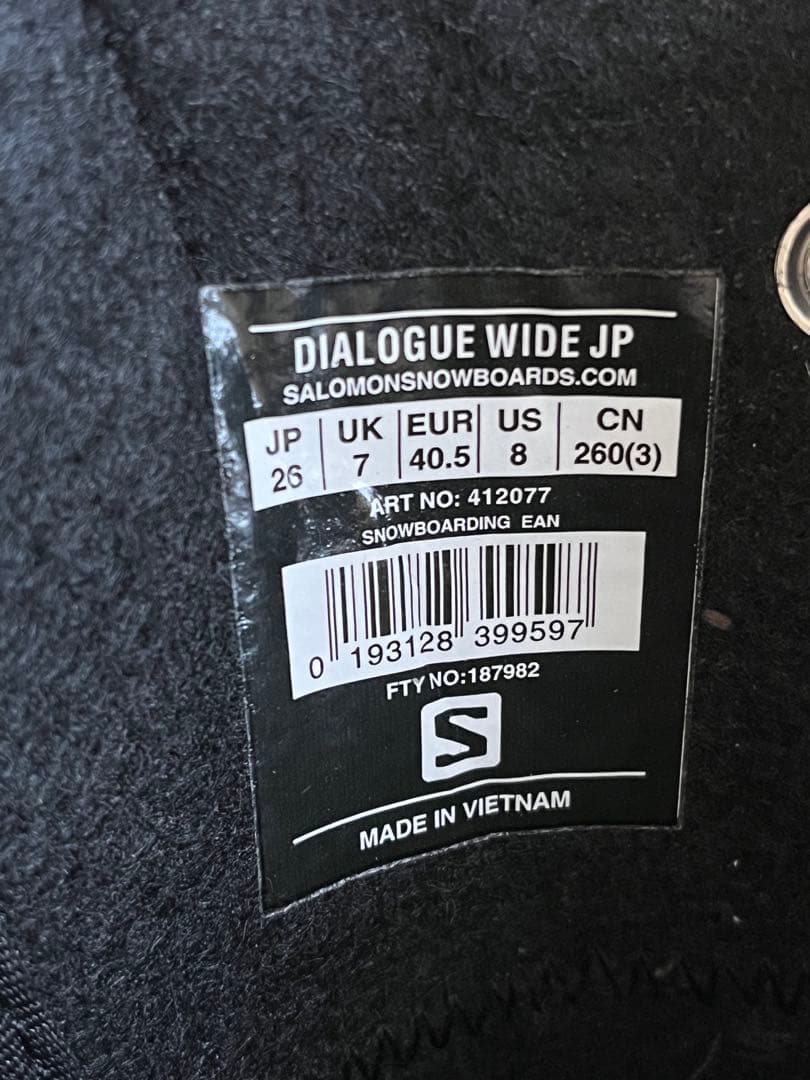 DIALOGUE WIDE JP
SALOMONSNOWBOARDS.COM
JP UK EUR US CN
26 7 40.5 8 260(3)
ART NO: 412077
SNOWBOARDING EAN
0 193128 399597
FTY NO:187982
S
MADE IN VIETNAM